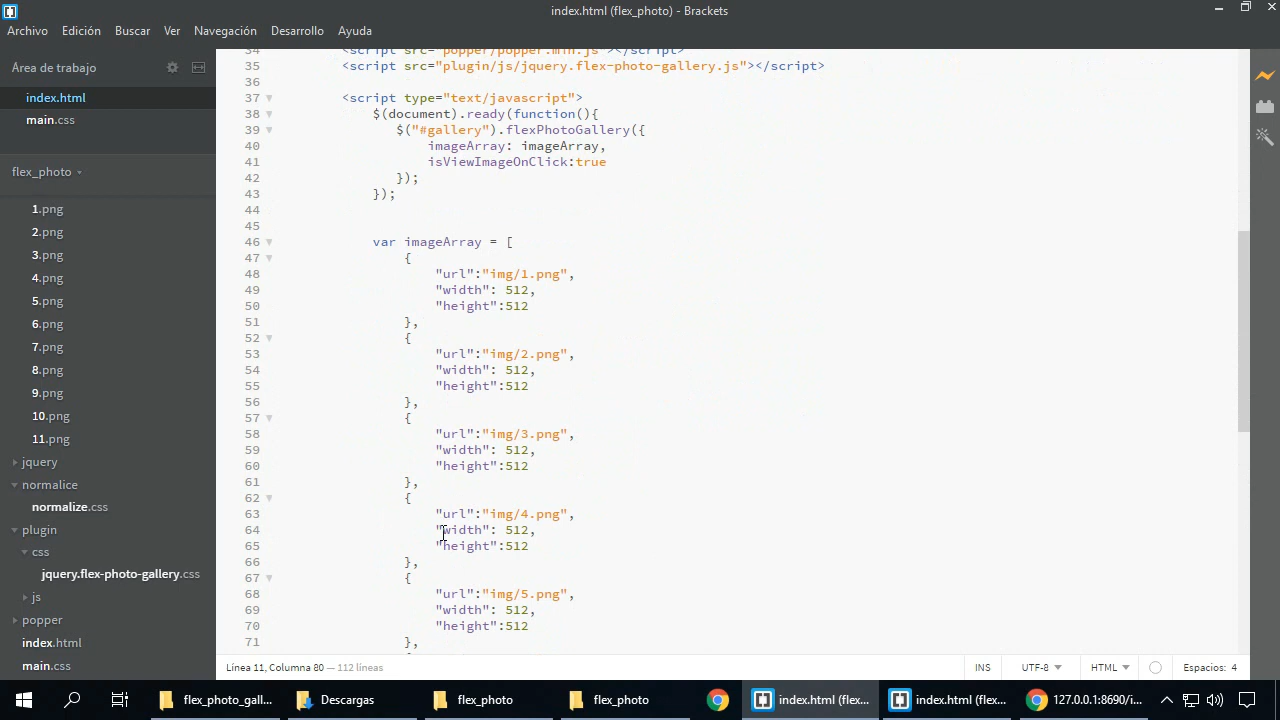 index.html (flex_photo) - Brackets
Archivo Edición Buscar Ver Navegación Desarrollo Ayuda
Área de trabajo
index.html
main.css
flex_photo
1.png
2.png
3.png
4.png
5.png
6.png
7.png
8.png
9.png
10.png
11.png
jquery
normalice
normalize.css
plugin
css
jquery.flex-photo-gallery.css
js
popper
index.html
main.css
34 <script src="popper/popper.min.js"></script>
35 <script src="plugin/js/jquery.flex-photo-gallery.js"></script>
36
37 <script type="text/javascript">
38 $(document).ready(function(){
39 $("#gallery").flexPhotoGallery({
40 imageArray: imageArray,
41 isViewImageOnClick:true
42 });
43 });
44
45
46 var imageArray = [
47 {
48 "url":"img/1.png",
49 "width": 512,
50 "height":512
51 },
52 {
53 "url":"img/2.png",
54 "width": 512,
55 "height":512
56 },
57 {
58 "url":"img/3.png",
59 "width": 512,
60 "height":512
61 },
62 {
63 "url":"img/4.png",
64 "width": 512,
65 "height":512
66 },
67 {
68 "url":"img/5.png",
69 "width": 512,
70 "height":512
71 },
Línea 11, Columna 80 — 112 líneas INS UTF-8 HTML Espacios: 4
flex_photo_gall... Descargas flex_photo flex_photo index.html (flex... index.html (flex... 127.0.0.1:8690/i...